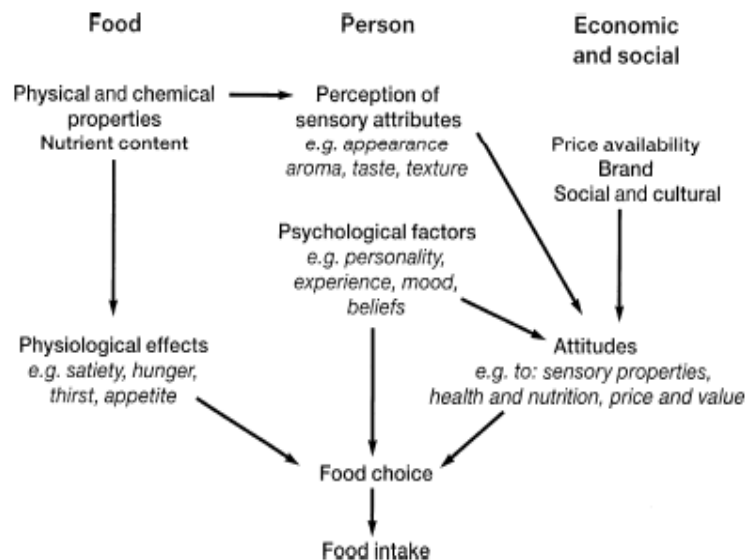 Food
Person
Economic
and social
Physical and chemical
properties
Nutrient content
Perception of
sensory attributes
e.g. appearance
aroma, taste, texture
Price availability
Brand
Social and cultural
Psychological factors
e.g. personality,
experience, mood,
beliefs
Physiological effects
e.g. satiety, hunger,
thirst, appetite
Attitudes
e.g. to: sensory properties,
health and nutrition, price and value
Food choice
Food intake